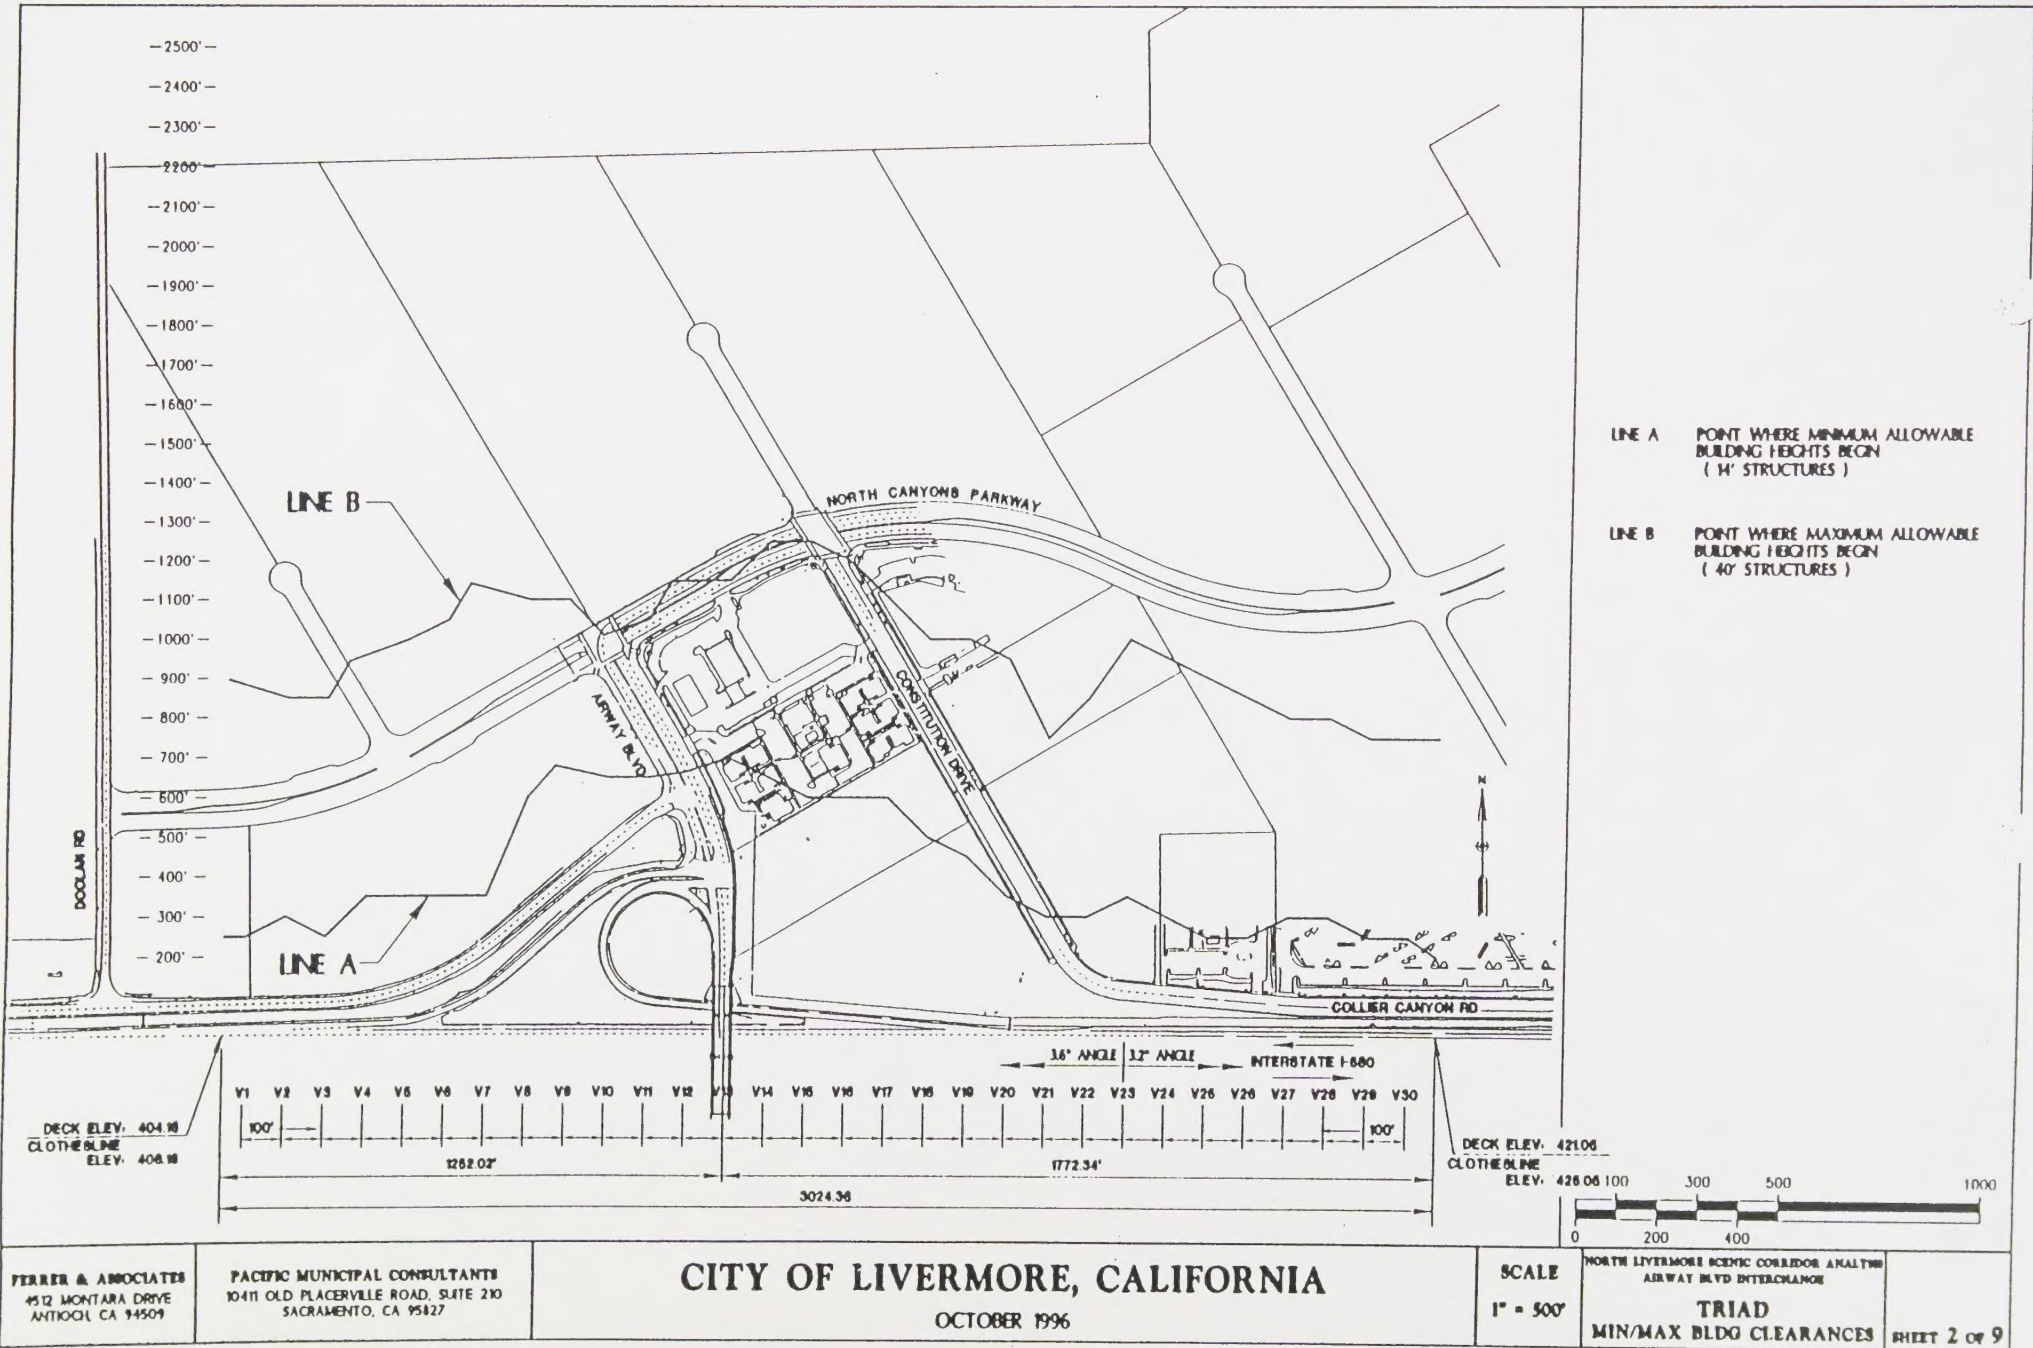 -2500'-
-2400'-
-2300'-
-2200'-
-2100'-
-2000'-
-1900'-
-1800'-
-1700'-
-1600'-
-1500'-
-1400'-
-1300'-
-1200'-
-1100'-
-1000'-
- 900' -
- 800' -
- 700' -
- 600' -
- 500' -
- 400' -
- 300' -
- 200' -
LINE B
LINE A
NORTH CANYONS PARKWAY
AIRWAY BLVD
CONSTITUTION DRIVE
DOOLAN RD
COLLIER CANYON RD
N
LINE A POINT WHERE MINIMUM ALLOWABLE
BUILDING HEIGHTS BEGIN
( 14' STRUCTURES )
LINE B POINT WHERE MAXIMUM ALLOWABLE
BUILDING HEIGHTS BEGIN
( 40' STRUCTURES )
3.6° ANGLE 3.2° ANGLE INTERSTATE I-580
V1 V2 V3 V4 V5 V6 V7 V8 V9 V10 V11 V12 V13 V14 V15 V16 V17 V18 V19 V20 V21 V22 V23 V24 V25 V26 V27 V28 V29 V30
100' 100'
DECK ELEV: 404.18
CLOTHESLINE
ELEV: 408.18
1252.02' 1772.34'
3024.36
DECK ELEV: 421.06
CLOTHESLINE
ELEV: 426.06
100 300 500 1000
0 200 400
FERRER & ASSOCIATES
4512 MONTARA DRIVE
ANTIOCH, CA 94509
PACIFIC MUNICIPAL CONSULTANTS
10411 OLD PLACERVILLE ROAD, SUITE 210
SACRAMENTO, CA 95827
CITY OF LIVERMORE, CALIFORNIA
OCTOBER 1996
SCALE
1" = 500'
NORTH LIVERMORE SCENIC CORRIDOR ANALYSIS
AIRWAY BLVD INTERCHANGE
TRIAD
MIN/MAX BLDG CLEARANCES
SHEET 2 OF 9